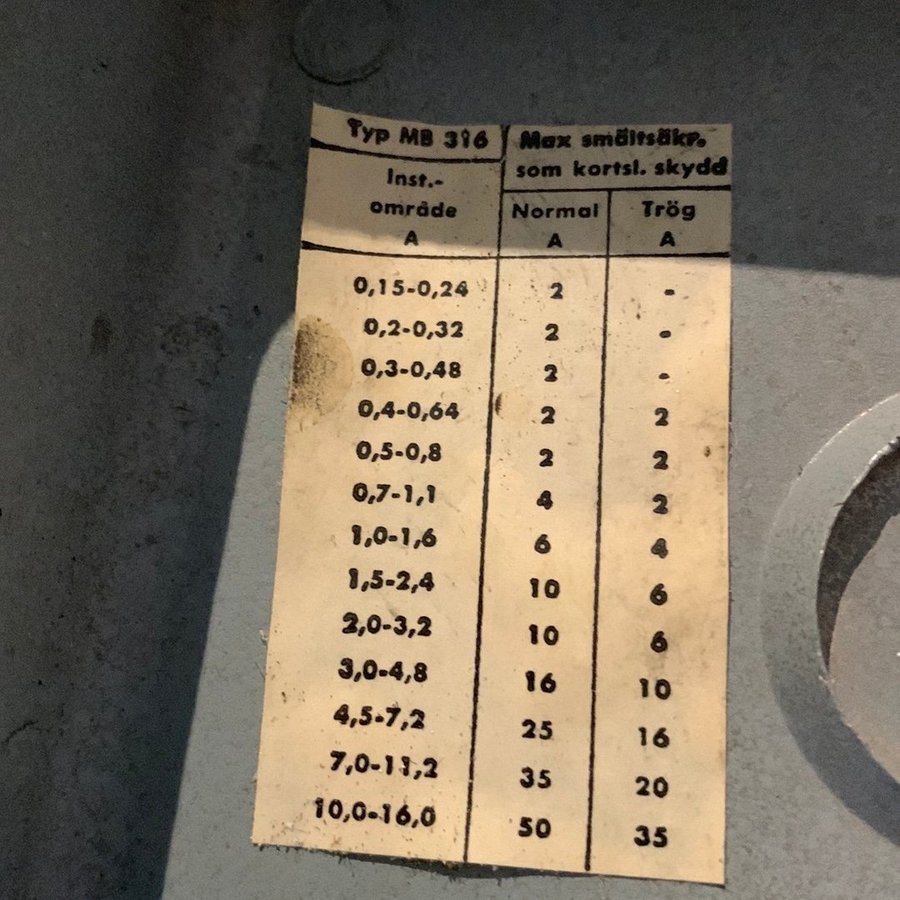 Typ MB 316 Max smältsäkr.
som kortsl. skydd
Inst.-
område Normal Trög
A A A
0,15-0,24 2 -
0,2-0,32 2 -
0,3-0,48 2 -
0,4-0,64 2 2
0,5-0,8 2 2
0,7-1,1 4 2
1,0-1,6 6 4
1,5-2,4 10 6
2,0-3,2 10 6
3,0-4,8 16 10
4,5-7,2 25 16
7,0-11,2 35 20
10,0-16,0 50 35